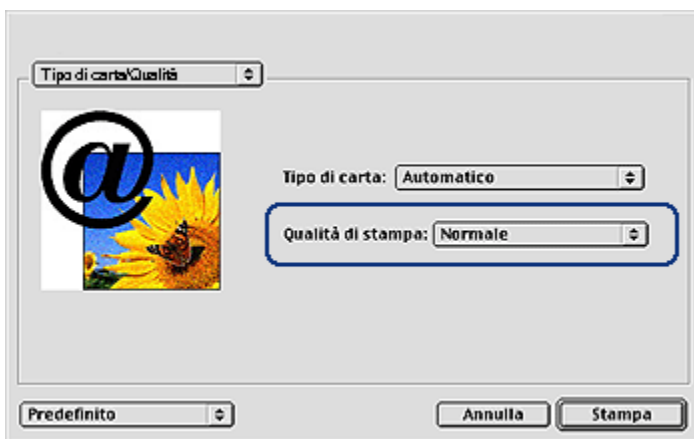 Tipo di carta/Qualità
@
Tipo di carta: Automatico
Qualità di stampa: Normale
Predefinito Annulla Stampa